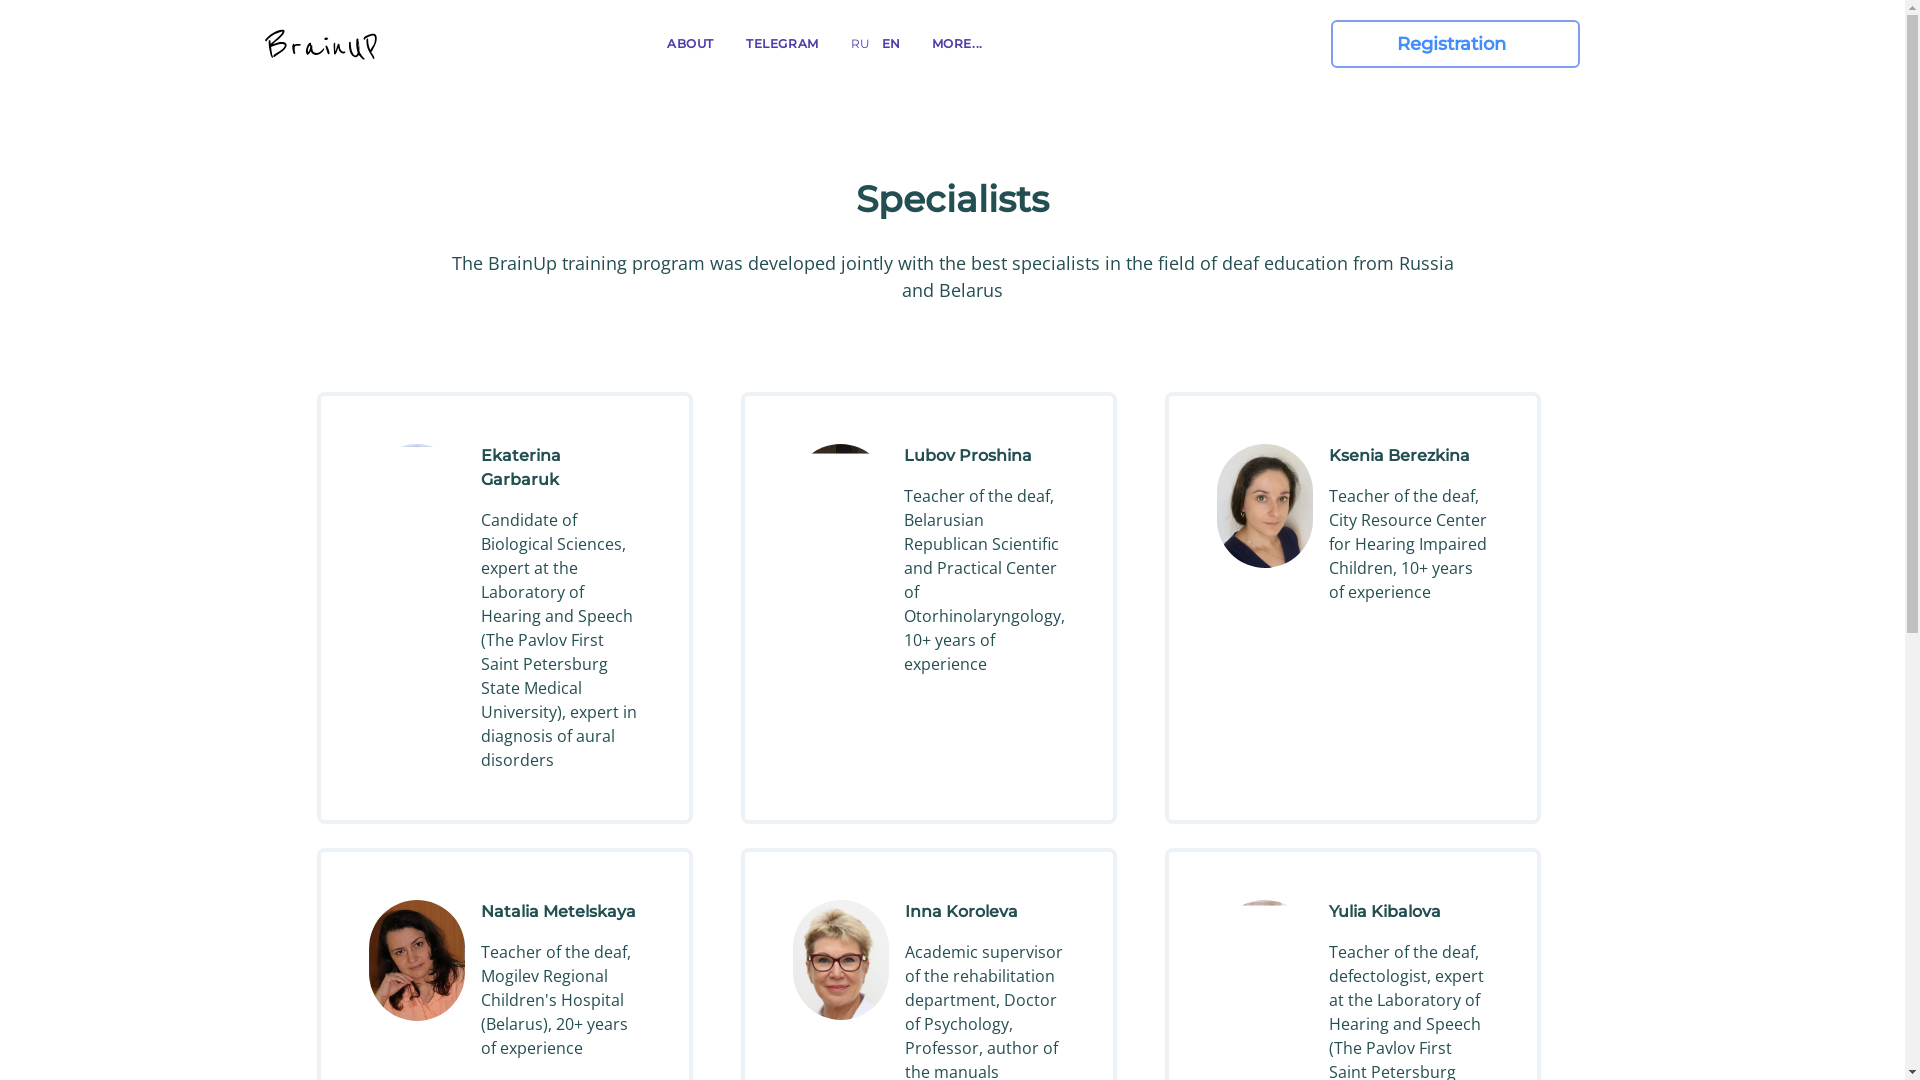 BrainUP
ABOUT
TELEGRAM
RU
EN
MORE...
Registration
Specialists
The BrainUp training program was developed jointly with the best specialists in the field of deaf education from Russia
and Belarus
Ekaterina
Garbaruk
Candidate of
Biological Sciences,
expert at the
Laboratory of
Hearing and Speech
(The Pavlov First
Saint Petersburg
State Medical
University), expert in
diagnosis of aural
disorders
Lubov Proshina
Teacher of the deaf,
Belarusian
Republican Scientific
and Practical Center
of
Otorhinolaryngology,
10+ years of
experience
Ksenia Berezkina
Teacher of the deaf,
City Resource Center
for Hearing Impaired
Children, 10+ years
of experience
Natalia Metelskaya
Teacher of the deaf,
Mogilev Regional
Children's Hospital
(Belarus), 20+ years
of experience
Inna Koroleva
Academic supervisor
of the rehabilitation
department, Doctor
of Psychology,
Professor, author of
the manuals
Yulia Kibalova
Teacher of the deaf,
defectologist, expert
at the Laboratory of
Hearing and Speech
(The Pavlov First
Saint Petersburg